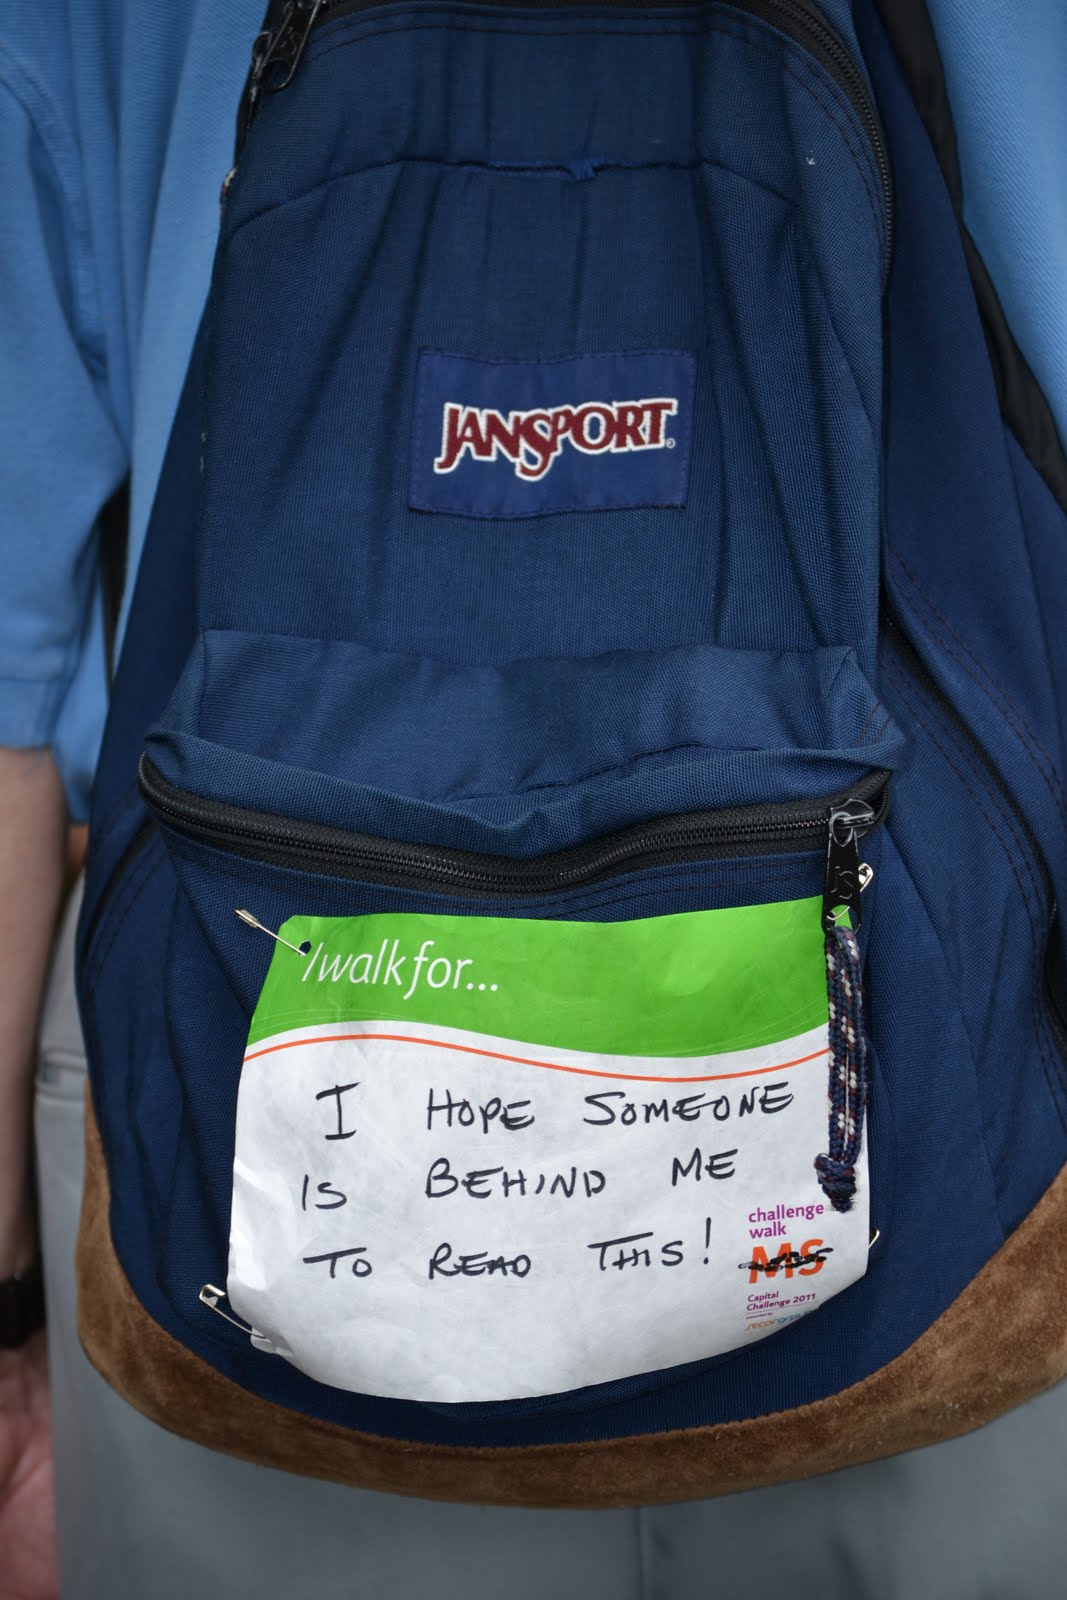 JANSPORT
I walk for...
I HOPE SOMEONE
IS BEHIND ME
TO READ THIS!
challenge
walk
MS
Capital
Challenge 2011